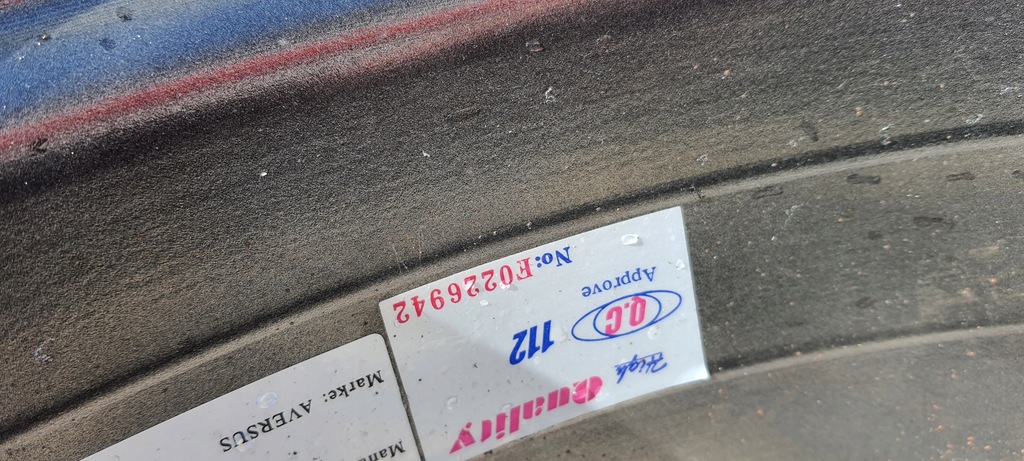 High
Quality
Q.C 112
Approve
No:F0226942
Marke: AVERSUS